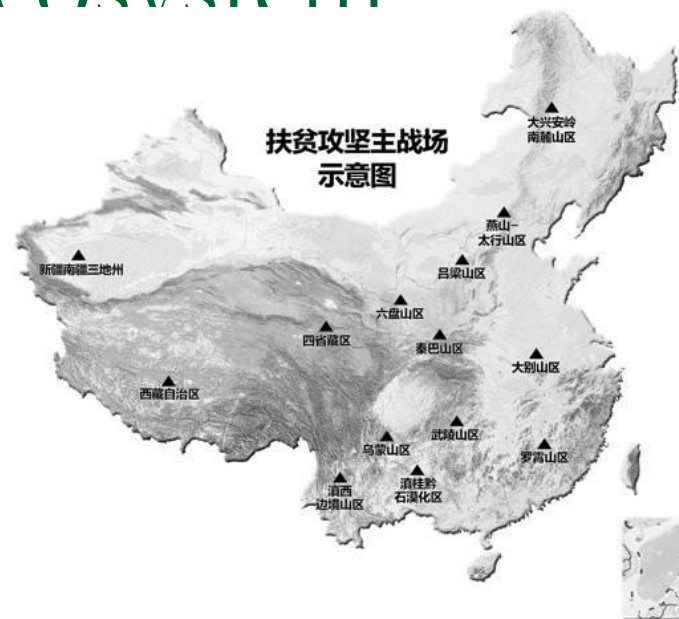 扶贫攻坚主战场
示意图
大兴安岭
南麓山区
燕山-
太行山区
吕梁山区
新疆南疆三地州
六盘山区
四省藏区
秦巴山区
大别山区
西藏自治区
武陵山区
乌蒙山区
罗霄山区
滇西
边境山区
滇桂黔
石漠化区